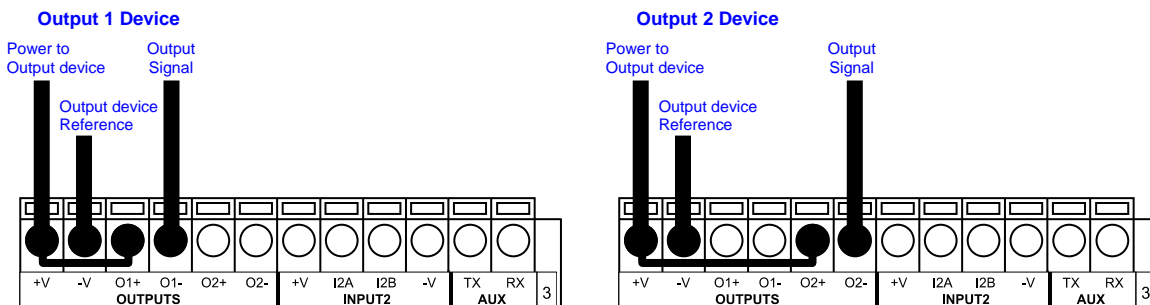 Output 1 Device
Power to
Output device
Output
Signal
Output device
Reference
+V -V O1+ O1- O2+ O2- +V I2A I2B -V TX RX
OUTPUTS INPUT2 AUX
3
Output 2 Device
Power to
Output device
Output
Signal
Output device
Reference
+V -V O1+ O1- O2+ O2- +V I2A I2B -V TX RX
OUTPUTS INPUT2 AUX
3